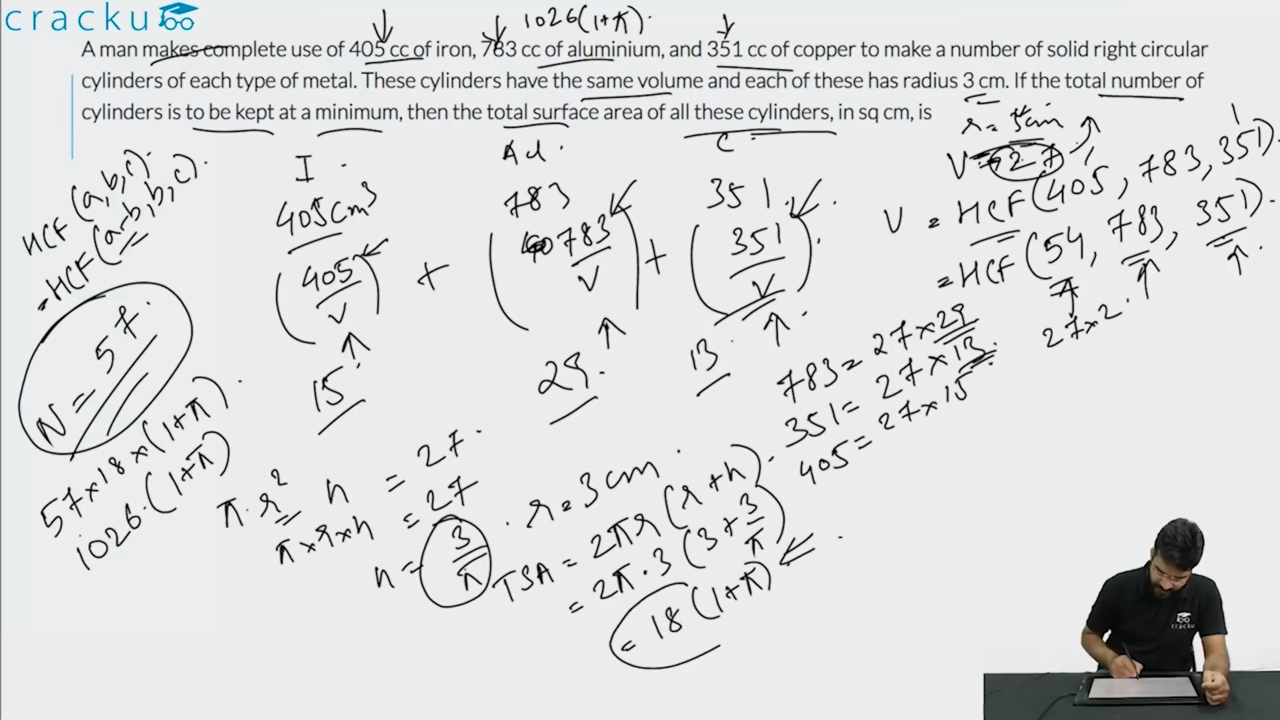 cracku
1026(1+π).
A man makes complete use of 405 cc of iron, 783 cc of aluminium, and 351 cc of copper to make a number of solid right circular
cylinders of each type of metal. These cylinders have the same volume and each of these has radius 3 cm. If the total number of
cylinders is to be kept at a minimum, then the total surface area of all these cylinders, in sq cm, is
I. Al. C
405cm³ 783 351.
(405/V) + (783/V) + (351/V).
15 29. 13.
HCF (a,b,c).
=HCF(a-b,b,c).
N = 57.
57×18×(1+π).
1026.(1+π)
V = 27
V = HCF(405, 783, 351).
=HCF(54, 783, 351).
27×2.
783= 27×29
351= 27×13.
405= 27×15
π.r² h = 27.
π×9×h = 27
h = 3/π . r=3cm.
TSA = 2πr(r+h).
= 2π.3(3+3/π)
= 18(1+π)
cracku